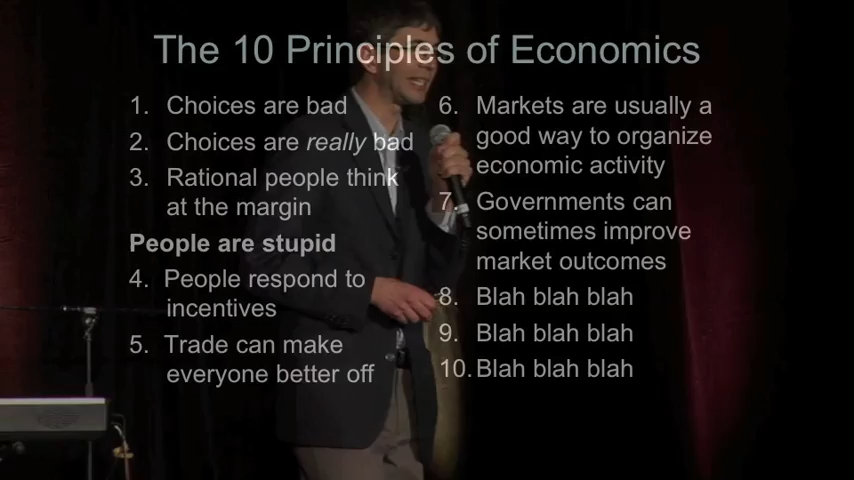 The 10 Principles of Economics
1. Choices are bad
2. Choices are really bad
3. Rational people think
at the margin
People are stupid
4. People respond to
incentives
5. Trade can make
everyone better off
6. Markets are usually a
good way to organize
economic activity
7. Governments can
sometimes improve
market outcomes
8. Blah blah blah
9. Blah blah blah
10. Blah blah blah